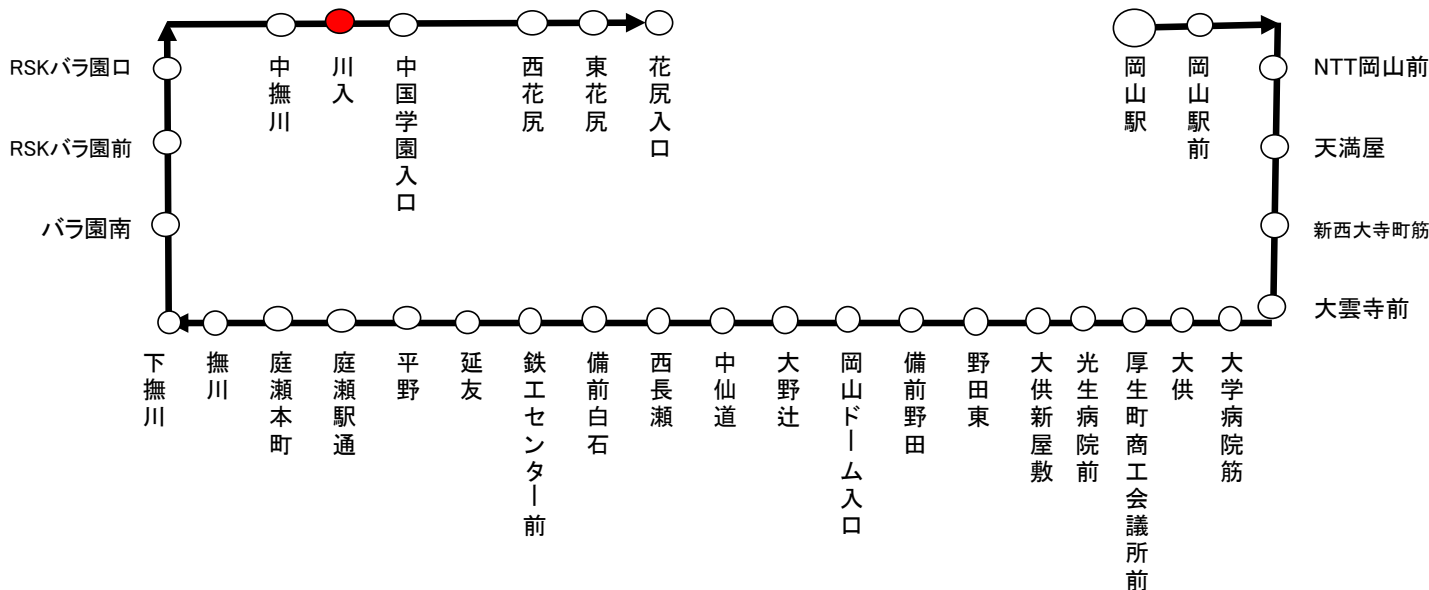 RSKバラ園口
RSKバラ園前
バラ園南
中撫川
川入
中国学園入口
西花尻
東花尻
花尻入口
岡山駅
岡山駅前
NTT岡山前
天満屋
新西大寺町筋
大雲寺前
下撫川
撫川
庭瀬本町
庭瀬駅通
平野
延友
鉄工センター前
備前白石
西長瀬
中仙道
大野辻
岡山ドーム入口
備前野田
野田東
大供新屋敷
光生病院前
厚生町商工会議所前
大供
大学病院筋